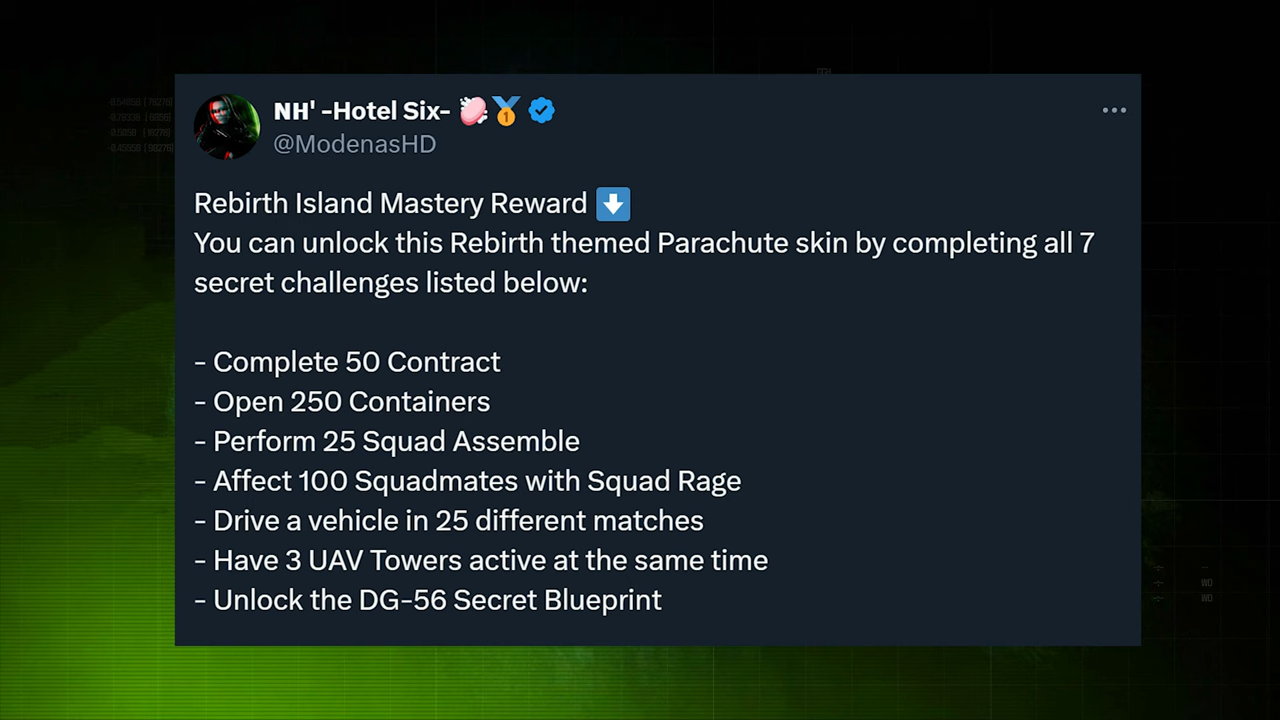 NH' -Hotel Six- 🧼🥇
@ModenasHD
Rebirth Island Mastery Reward ⬇️
You can unlock this Rebirth themed Parachute skin by completing all 7
secret challenges listed below:
- Complete 50 Contract
- Open 250 Containers
- Perform 25 Squad Assemble
- Affect 100 Squadmates with Squad Rage
- Drive a vehicle in 25 different matches
- Have 3 UAV Towers active at the same time
- Unlock the DG-56 Secret Blueprint
WD
WD